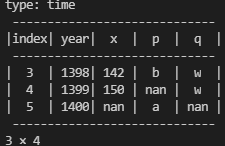 type: time
-----------------------------
|index| year|  x  |  p  |  q  |
-----------------------------
|  3  | 1398| 142 |  b  |  w  |
|  4  | 1399| 150 | nan |  w  |
|  5  | 1400| nan |  a  | nan |
-----------------------------
3 × 4